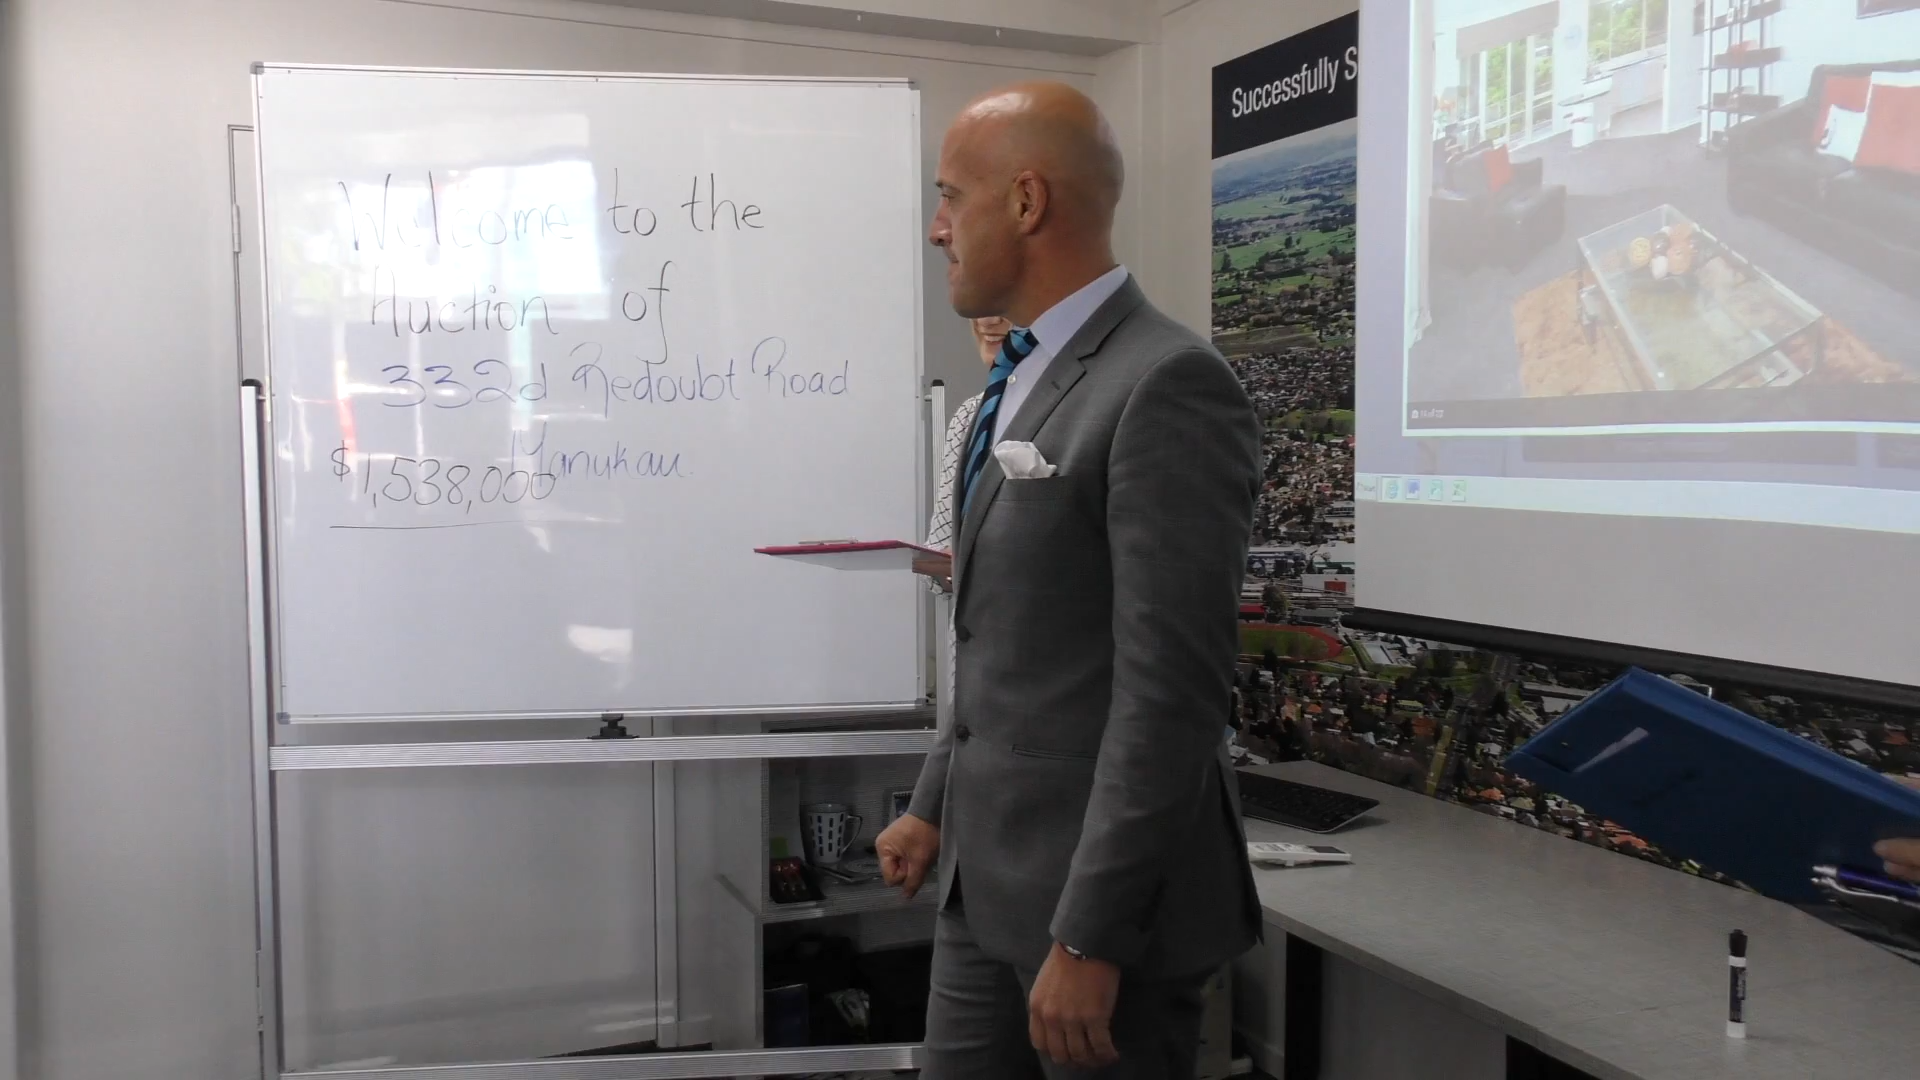 Welcome to the
Auction of
332d Redoubt Road
Manukau.
$1,538,000
Successfully S